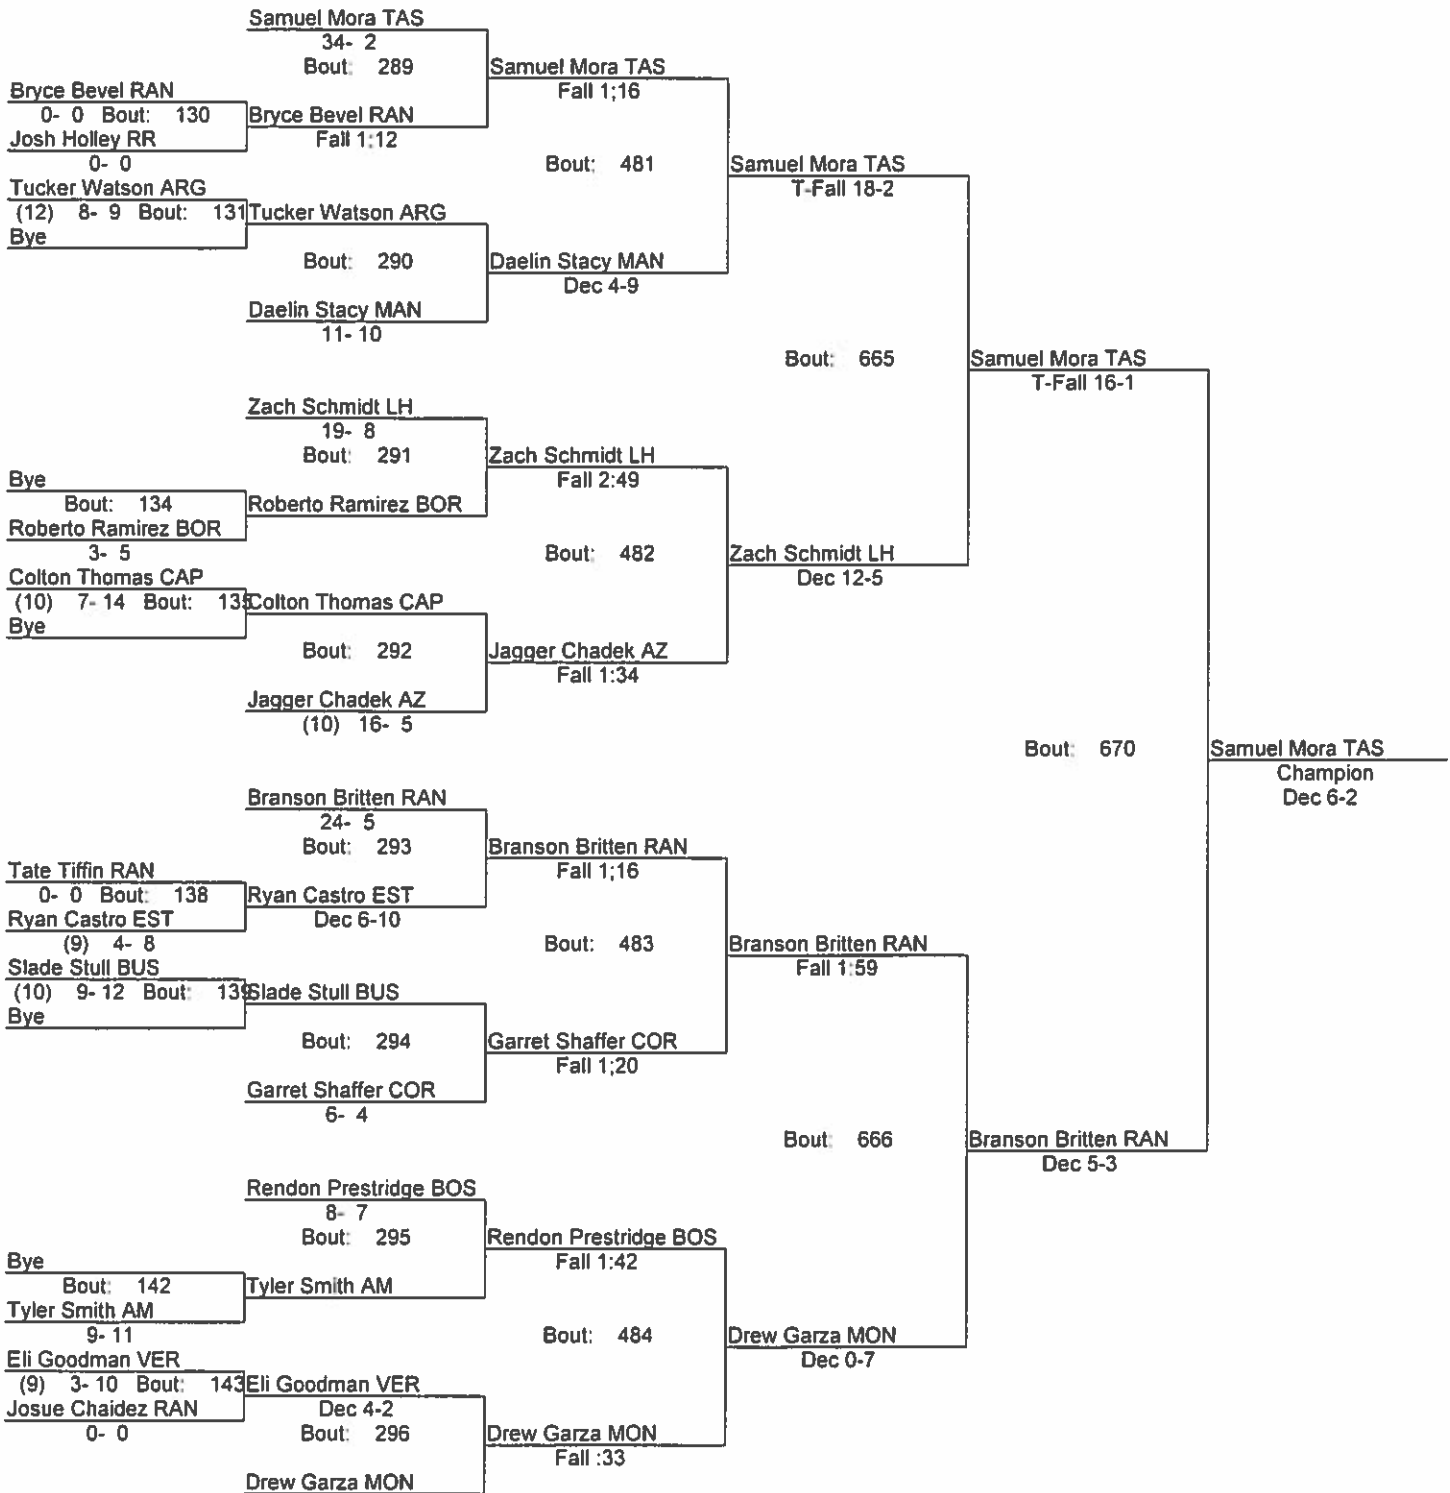 Samuel Mora TAS
34- 2
Bout: 289
Samuel Mora TAS
Fall 1;16
Bryce Bevel RAN
0- 0 Bout: 130
Bryce Bevel RAN
Fall 1:12
Josh Holley RR
0- 0
Bout: 481
Samuel Mora TAS
T-Fall 18-2
Tucker Watson ARG
(12) 8- 9 Bout: 131
Tucker Watson ARG
Bye
Bout: 290
Daelin Stacy MAN
Dec 4-9
Daelin Stacy MAN
11- 10
Bout: 665
Samuel Mora TAS
T-Fall 16-1
Zach Schmidt LH
19- 8
Bout: 291
Zach Schmidt LH
Fall 2:49
Bye
Bout: 134
Roberto Ramirez BOR
Roberto Ramirez BOR
3- 5
Bout: 482
Zach Schmidt LH
Dec 12-5
Colton Thomas CAP
(10) 7- 14 Bout: 135
Colton Thomas CAP
Bye
Bout: 292
Jagger Chadek AZ
Fall 1:34
Jagger Chadek AZ
(10) 16- 5
Bout: 670
Samuel Mora TAS
Champion
Dec 6-2
Branson Britten RAN
24- 5
Bout: 293
Branson Britten RAN
Fall 1;16
Tate Tiffin RAN
0- 0 Bout: 138
Ryan Castro EST
Dec 6-10
Ryan Castro EST
(9) 4- 8
Bout: 483
Branson Britten RAN
Fall 1:59
Slade Stull BUS
(10) 9- 12 Bout: 139
Slade Stull BUS
Bye
Bout: 294
Garret Shaffer COR
Fall 1;20
Garret Shaffer COR
6- 4
Bout: 666
Branson Britten RAN
Dec 5-3
Rendon Prestridge BOS
8- 7
Bout: 295
Rendon Prestridge BOS
Fall 1:42
Bye
Bout: 142
Tyler Smith AM
Tyler Smith AM
9- 11
Bout: 484
Drew Garza MON
Dec 0-7
Eli Goodman VER
(9) 3- 10 Bout: 143
Eli Goodman VER
Dec 4-2
Josue Chaidez RAN
0- 0
Bout: 296
Drew Garza MON
Fall :33
Drew Garza MON